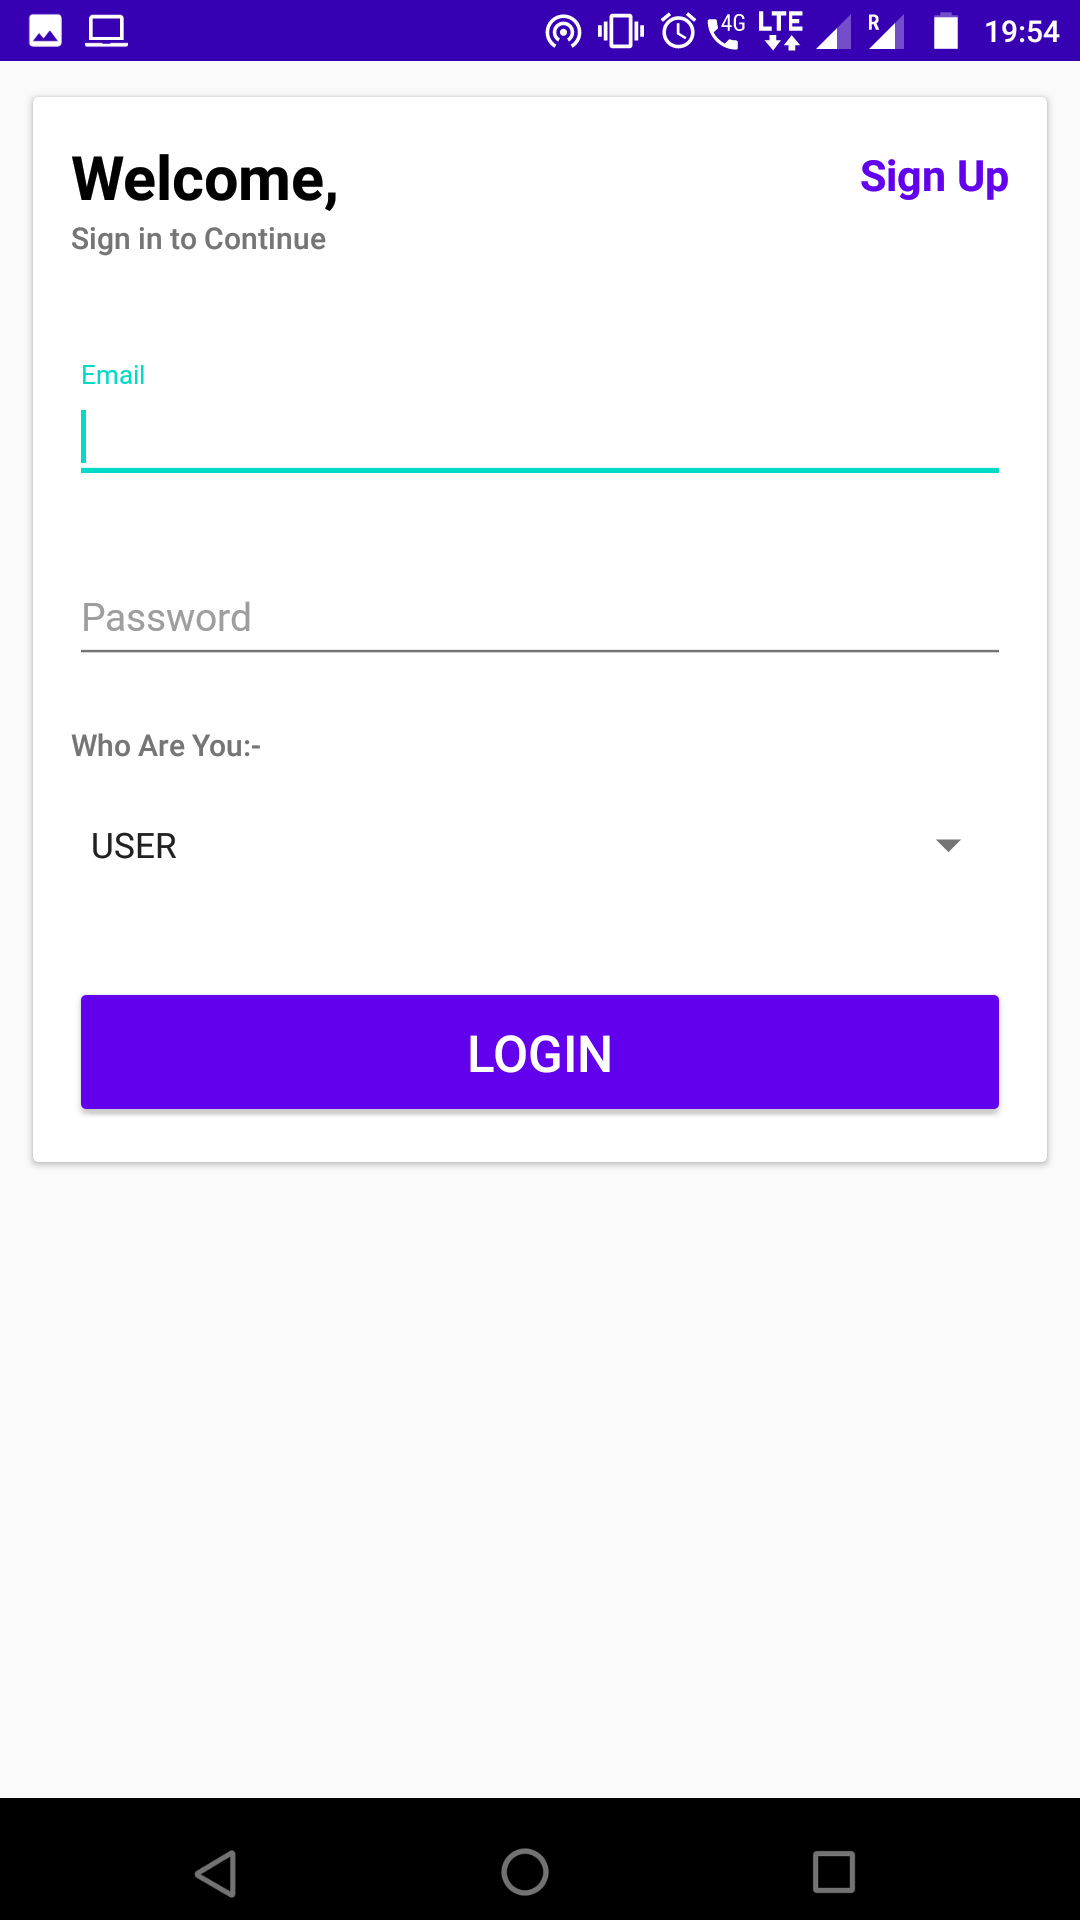 4G LTE R 19:54
Welcome,
Sign Up
Sign in to Continue
Email
Password
Who Are You:-
USER
LOGIN